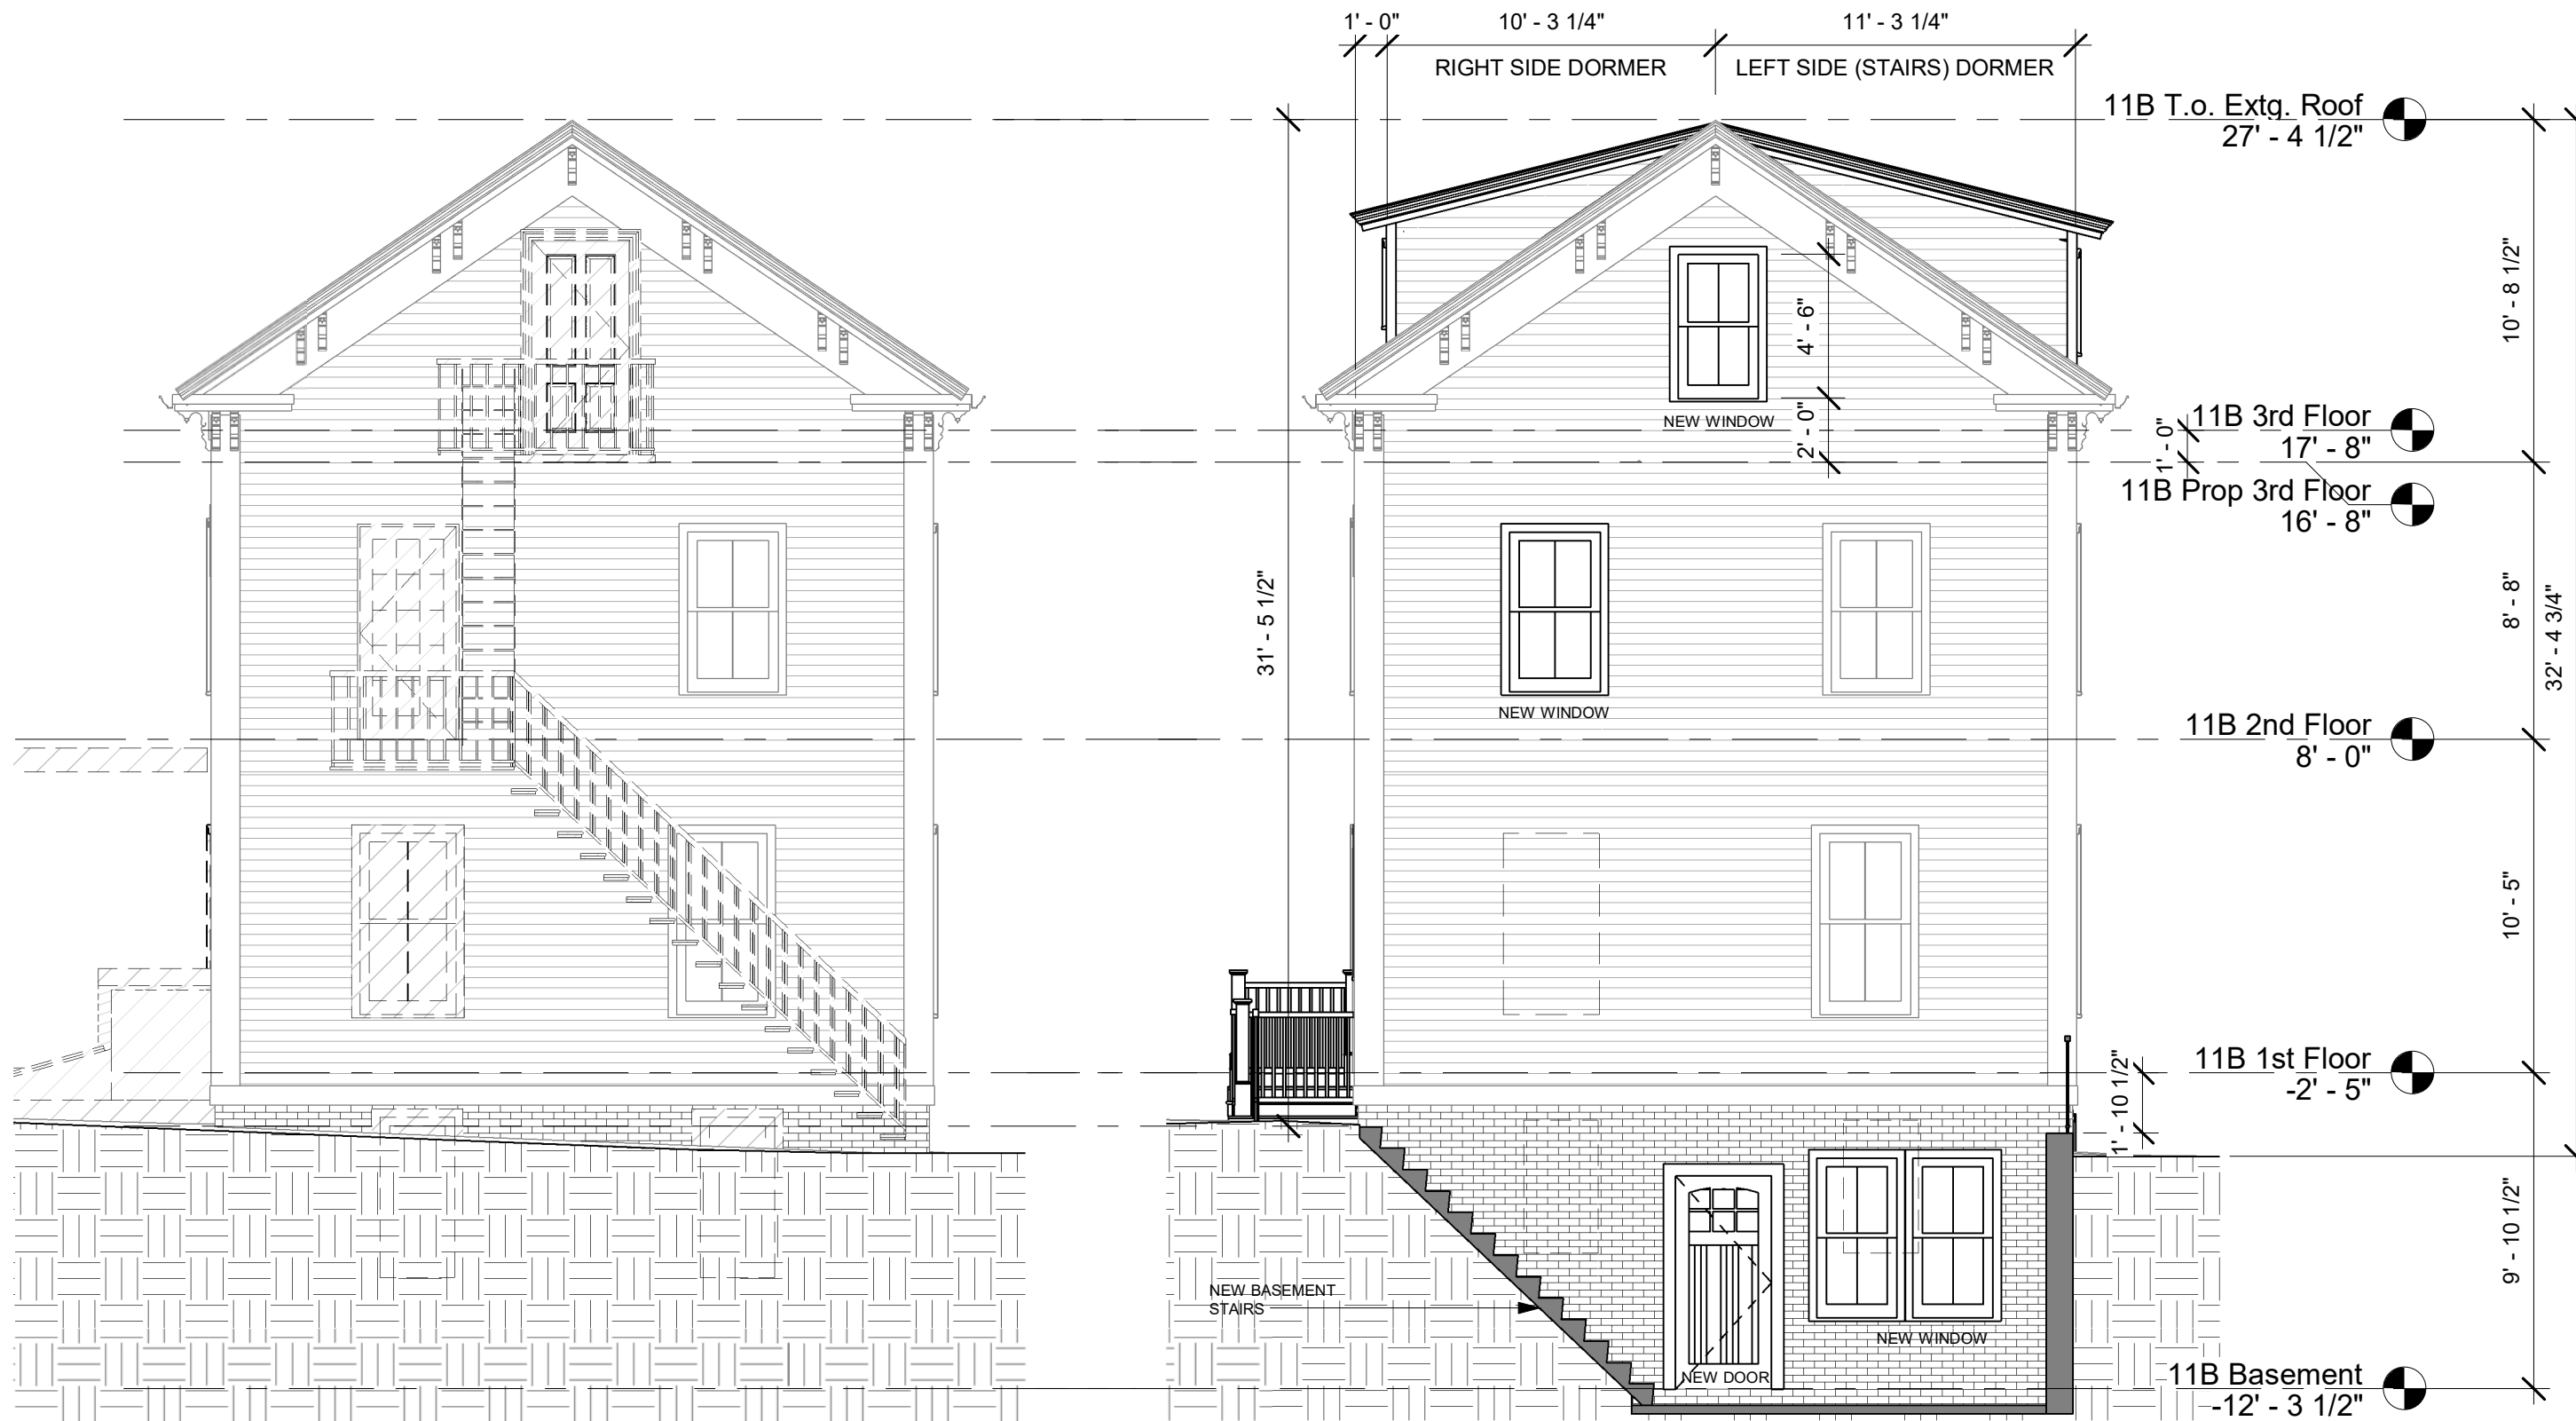 1' - 0"
10' - 3 1/4"
11' - 3 1/4"
RIGHT SIDE DORMER
LEFT SIDE (STAIRS) DORMER
11B T.o. Extg. Roof
27' - 4 1/2"
10' - 8 1/2"
4' - 6"
2' - 0"
NEW WINDOW
11B 3rd Floor
17' - 8"
1' - 0"
11B Prop 3rd Floor
16' - 8"
31' - 5 1/2"
8' - 8"
32' - 4 3/4"
NEW WINDOW
11B 2nd Floor
8' - 0"
10' - 5"
11B 1st Floor
-2' - 5"
1' - 10 1/2"
9' - 10 1/2"
NEW BASEMENT
STAIRS
NEW WINDOW
NEW DOOR
11B Basement
-12' - 3 1/2"